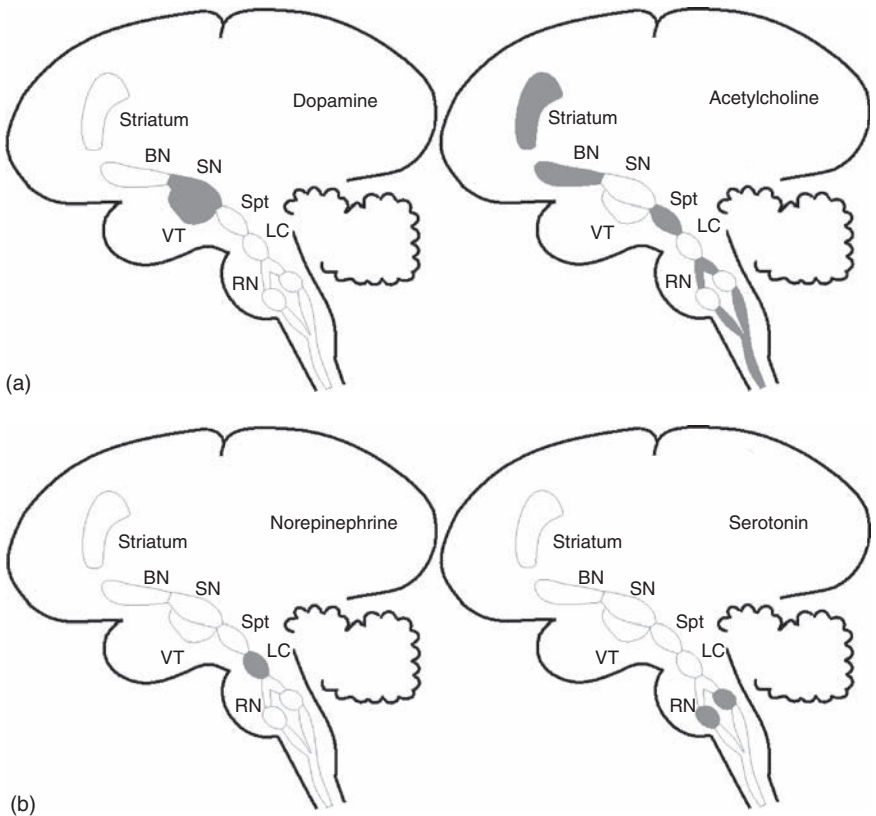 Dopamine
Striatum
BN
SN
Spt
LC
VT
RN
Acetylcholine
Striatum
BN
SN
Spt
LC
VT
RN
(a)
Norepinephrine
Striatum
BN
SN
Spt
LC
VT
RN
Serotonin
Striatum
BN
SN
Spt
LC
VT
RN
(b)